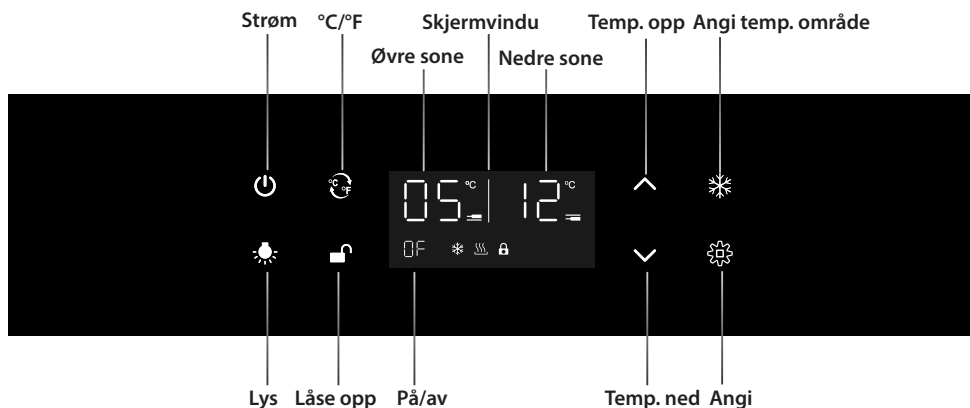 Strøm °C/°F Skjermvindu Temp. opp Angi temp. område
Øvre sone Nedre sone
°C °F
05 °C 12 °C
OF
Lys Låse opp På/av Temp. ned Angi